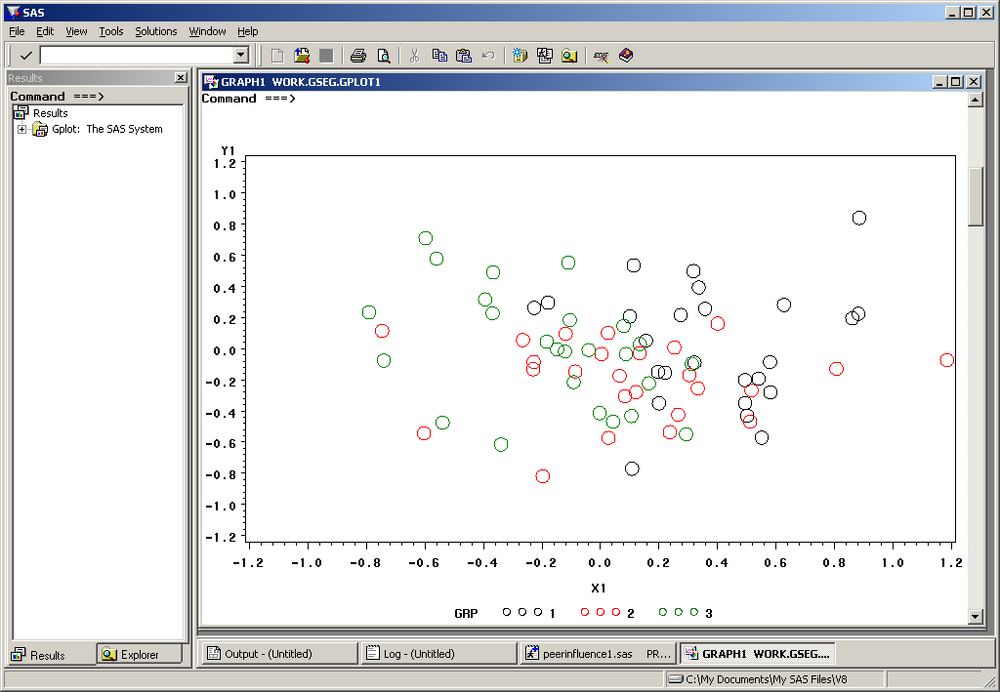 SAS
File Edit View Tools Solutions Window Help
Results
Command ===>
Results
Gplot: The SAS System
GRAPH1 WORK.GSEG.GPLOT1
Command ===>
Y1
1.2
1.0
0.8
0.6
0.4
0.2
0.0
-0.2
-0.4
-0.6
-0.8
-1.0
-1.2
-1.2 -1.0 -0.8 -0.6 -0.4 -0.2 0.0 0.2 0.4 0.6 0.8 1.0 1.2
X1
GRP 1 2 3
Results Explorer
Output - (Untitled) Log - (Untitled) peerinfluence1.sas PR... GRAPH1 WORK.GSEG....
C:\My Documents\My SAS Files\V8